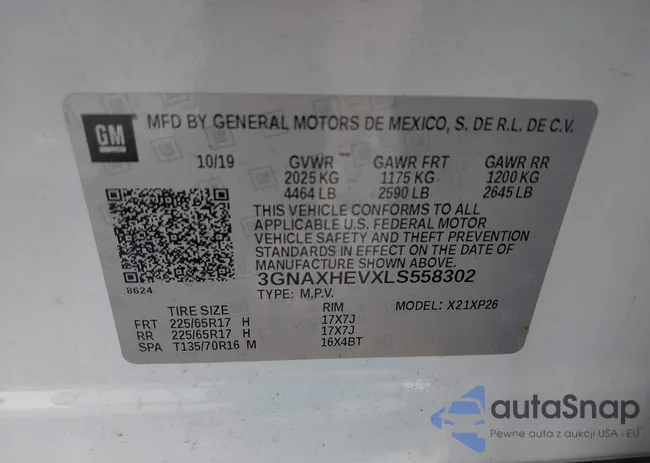 GM
MFD BY GENERAL MOTORS DE MEXICO, S. DE R.L. DE C.V.
10/19 GVWR GAWR FRT GAWR RR
2025 KG 1175 KG 1200 KG
4464 LB 2590 LB 2645 LB
THIS VEHICLE CONFORMS TO ALL
APPLICABLE U.S. FEDERAL MOTOR
VEHICLE SAFETY AND THEFT PREVENTION
STANDARDS IN EFFECT ON THE DATE OF
MANUFACTURE SHOWN ABOVE.
8624 3GNAXHEVXLS558302
TYPE: M.P.V. MODEL: X21XP26
TIRE SIZE RIM
FRT 225/65R17 H 17X7J
RR 225/65R17 H 17X7J
SPA T135/70R16 M 16X4BT
autoSnap
Pewne auta z aukcji USA i EU